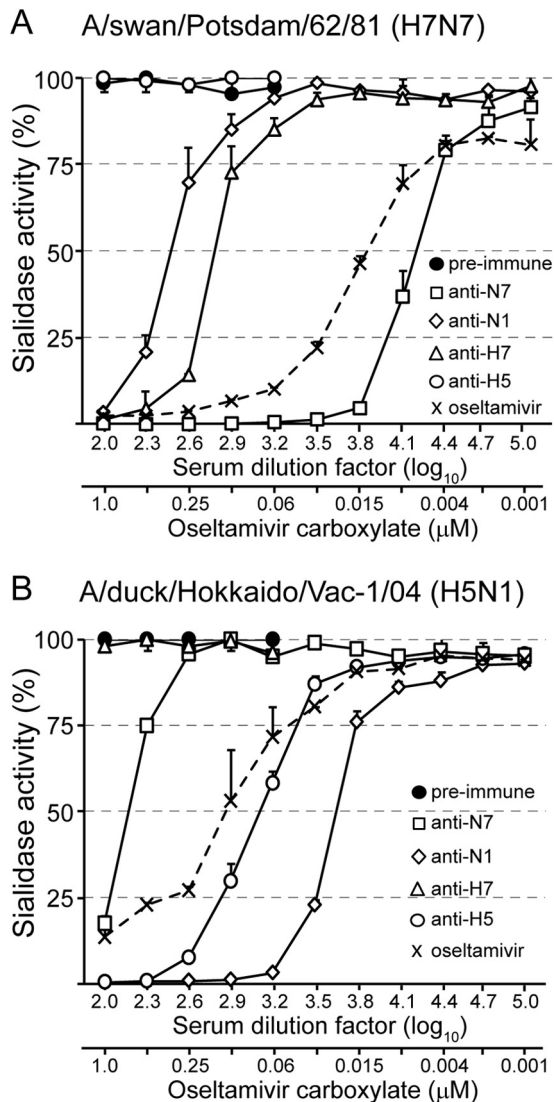 A A/swan/Potsdam/62/81 (H7N7)
Sialidase activity (%)
100
75
50
25
pre-immune
anti-N7
anti-N1
anti-H7
anti-H5
oseltamivir
2.0 2.3 2.6 2.9 3.2 3.5 3.8 4.1 4.4 4.7 5.0
Serum dilution factor (log10)
1.0 0.25 0.06 0.015 0.004 0.001
Oseltamivir carboxylate (μM)
B A/duck/Hokkaido/Vac-1/04 (H5N1)
Sialidase activity (%)
100
75
50
25
pre-immune
anti-N7
anti-N1
anti-H7
anti-H5
oseltamivir
2.0 2.3 2.6 2.9 3.2 3.5 3.8 4.1 4.4 4.7 5.0
Serum dilution factor (log10)
1.0 0.25 0.06 0.015 0.004 0.001
Oseltamivir carboxylate (μM)